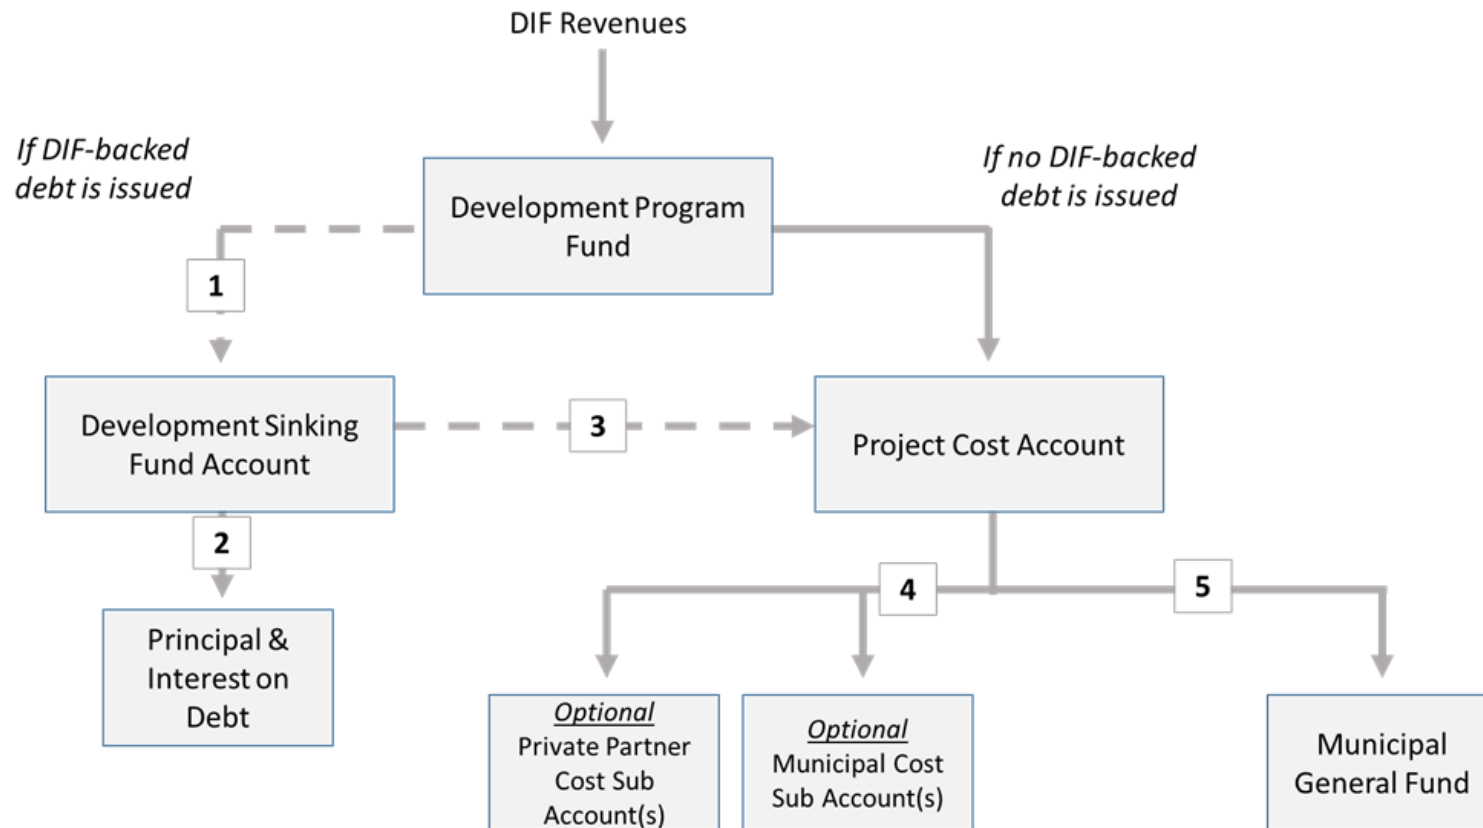 DIF Revenues
If DIF-backed
debt is issued
If no DIF-backed
debt is issued
Development Program
Fund
1
Development Sinking
Fund Account
3
Project Cost Account
2
4
5
Principal &
Interest on
Debt
Optional
Private Partner
Cost Sub
Account(s)
Optional
Municipal Cost
Sub Account(s)
Municipal
General Fund